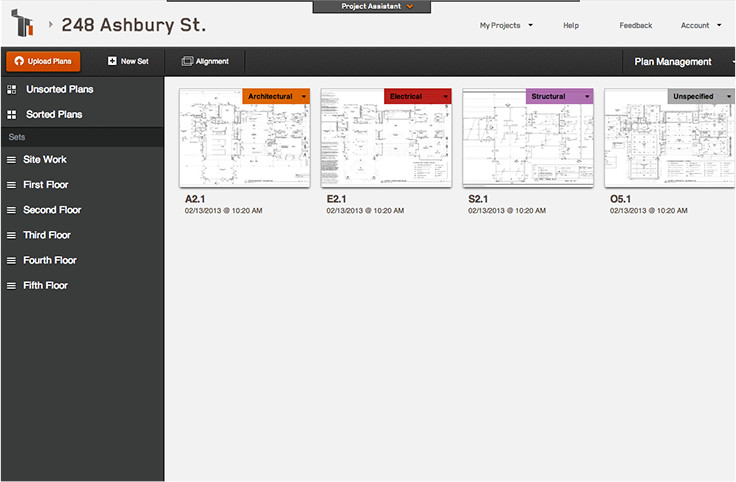 Project Assistant
248 Ashbury St.
My Projects
Help
Feedback
Account
Upload Plans
New Set
Alignment
Plan Management
Unsorted Plans
Sorted Plans
Sets
Site Work
First Floor
Second Floor
Third Floor
Fourth Floor
Fifth Floor
Architectural
Electrical
Structural
Unspecified
A2.1
02/13/2013 @ 10:20 AM
E2.1
02/13/2013 @ 10:20 AM
S2.1
02/13/2013 @ 10:20 AM
O5.1
02/13/2013 @ 10:20 AM